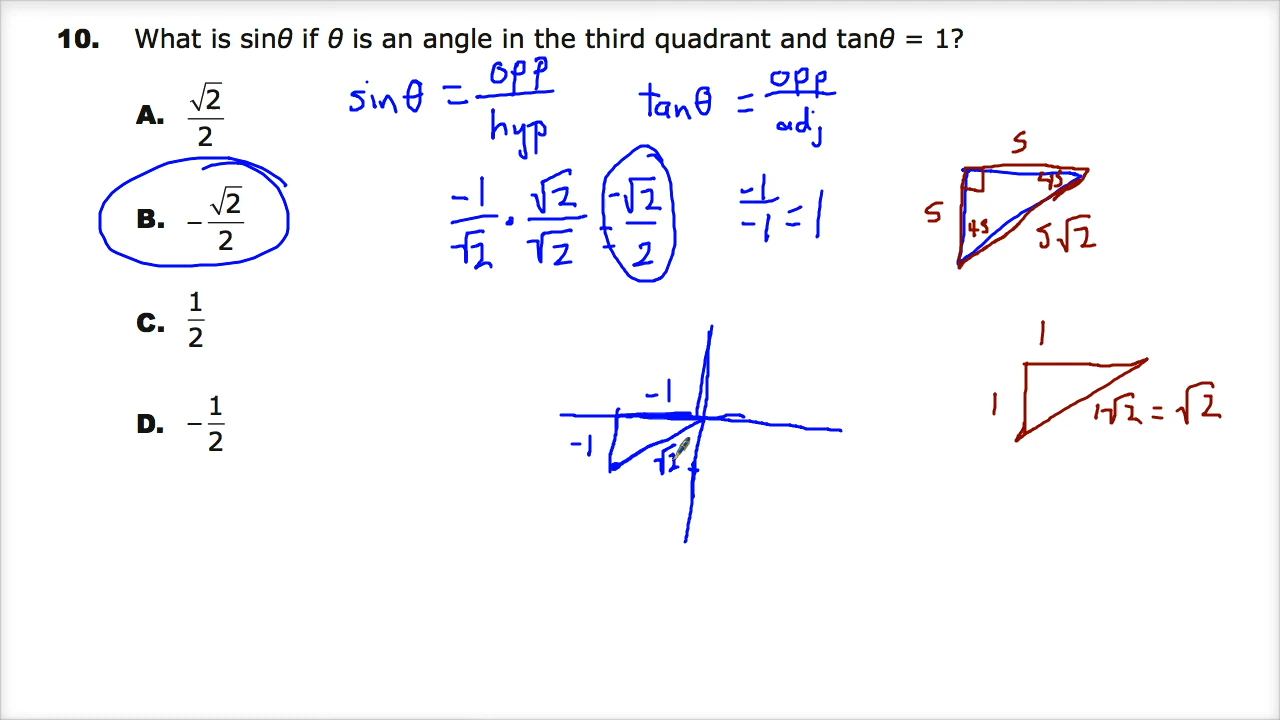 10. What is sinθ if θ is an angle in the third quadrant and tanθ = 1?
A. √2/2
B. -√2/2
C. 1/2
D. -1/2
sin θ = opp/hyp
tan θ = opp/adj
-1/√2 · √2/√2 = -√2/2
-1/-1 = 1
s
s
45
45
s√2
-1
-1
√2
1
1
1√2 = √2